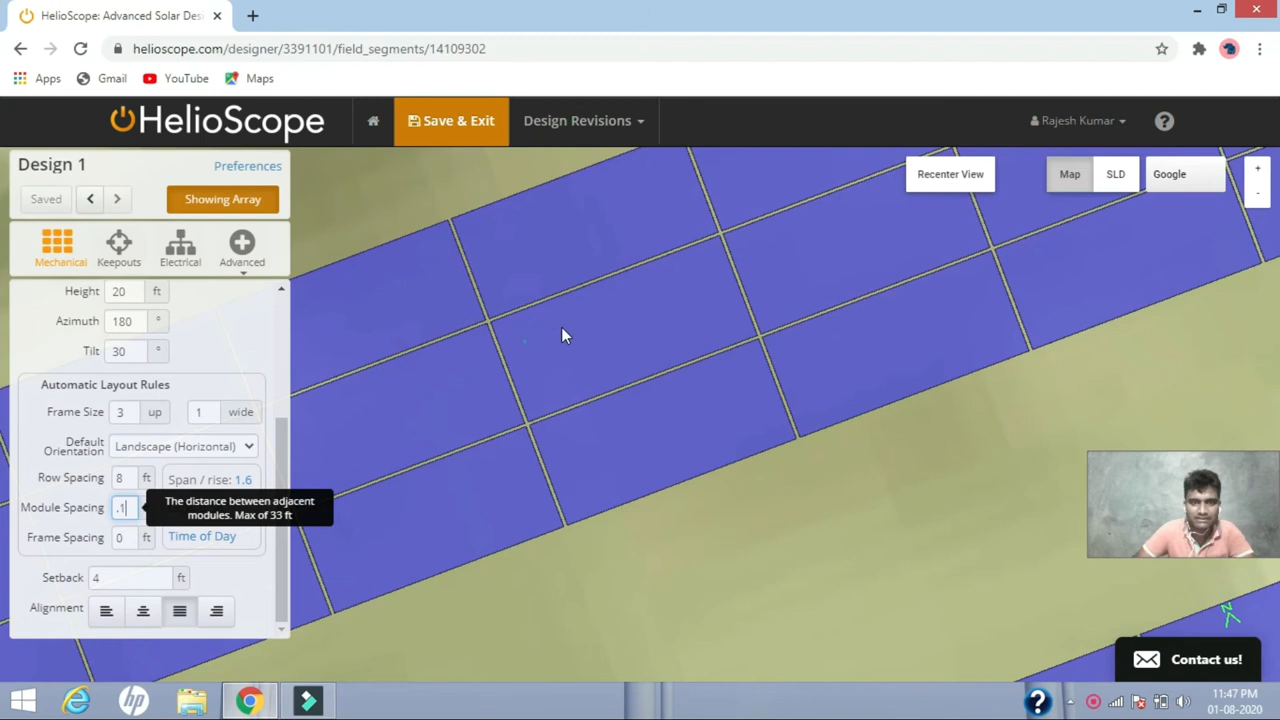 HelioScope: Advanced Solar Des
helioscope.com/designer/3391101/field_segments/14109302
Apps Gmail YouTube Maps
HelioScope Save & Exit Design Revisions Rajesh Kumar
Design 1 Preferences
Saved Showing Array
Recenter View Map SLD Google
+
-
Mechanical Keepouts Electrical Advanced
Height 20 ft
Azimuth 180 °
Tilt 30 °
Automatic Layout Rules
Frame Size 3 up 1 wide
Default Orientation Landscape (Horizontal)
Row Spacing 8 ft Span / rise: 1.6
Module Spacing .1
The distance between adjacent
modules. Max of 33 ft
Frame Spacing 0 ft Time of Day
Setback 4 ft
Alignment
N
Contact us!
11:47 PM
01-08-2020